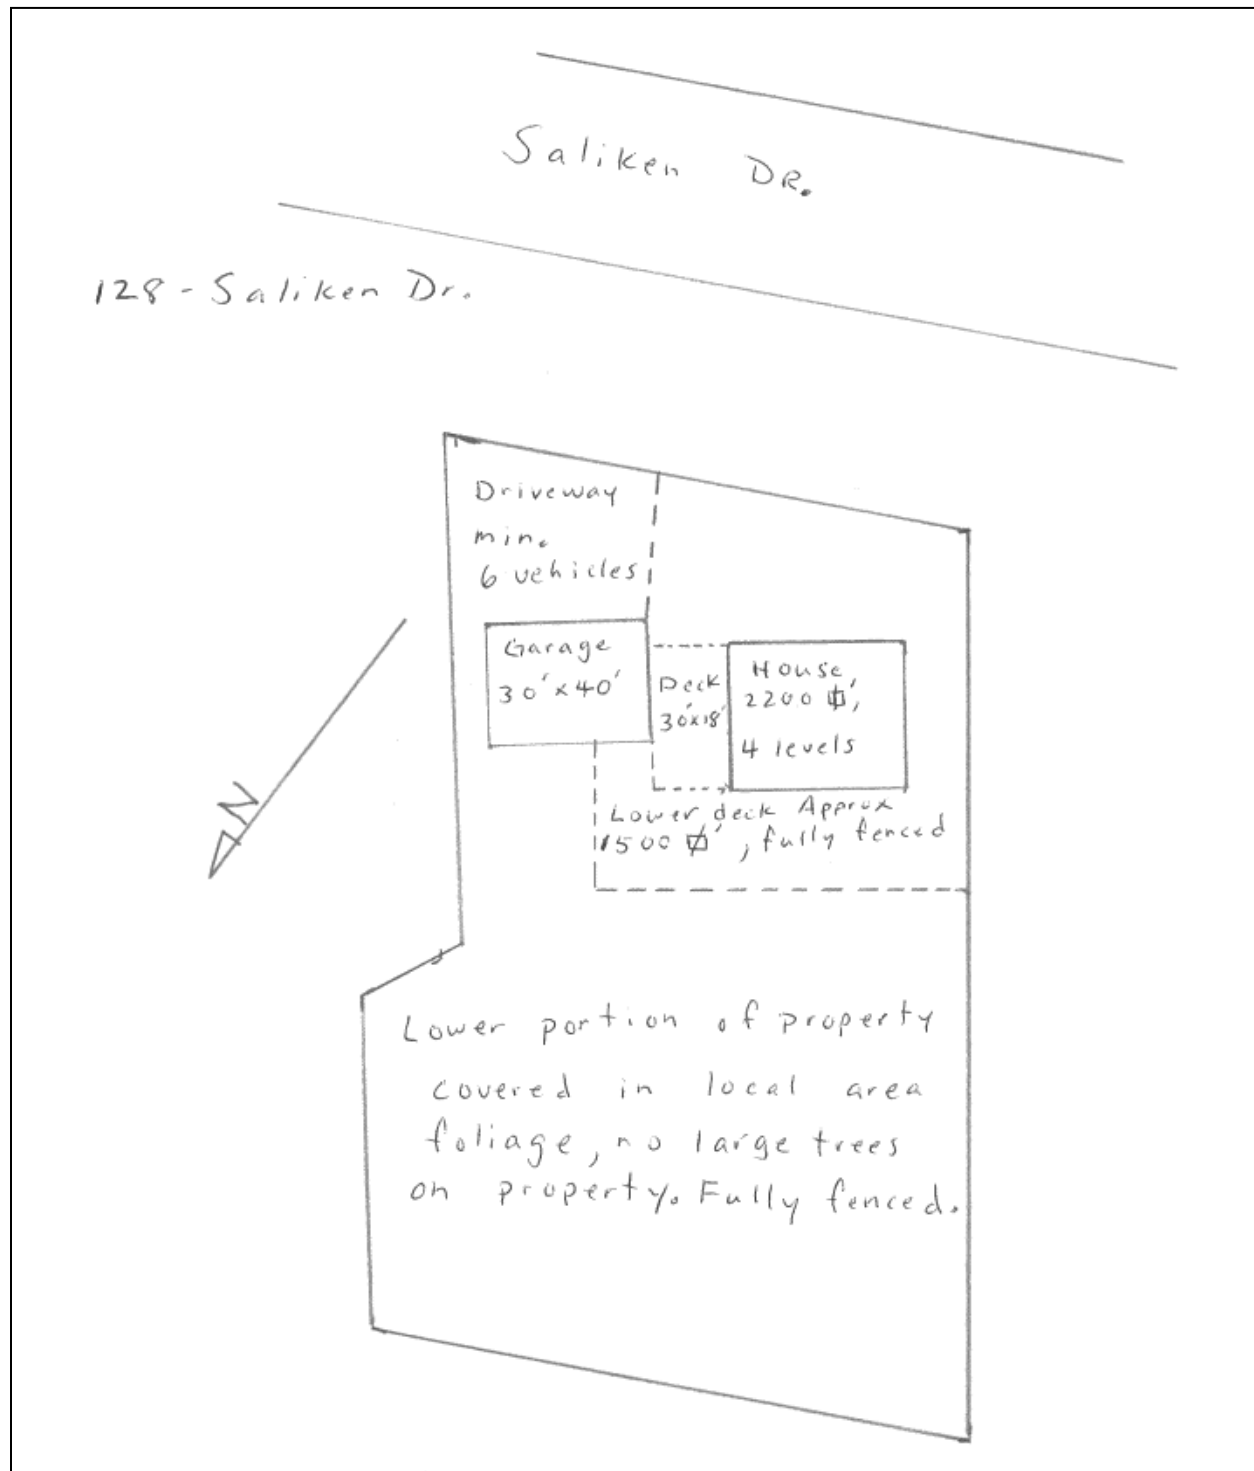 Saliken DR.
128 - Saliken Dr.
Driveway
min.
6 vehicles
Garage
30' x 40'
Deck
30'x18'
House,
2200 ⌷',
4 levels
Lower deck Approx
1500 ⌷', fully fenced
N
Lower portion of property
covered in local area
foliage, no large trees
on property. Fully fenced.